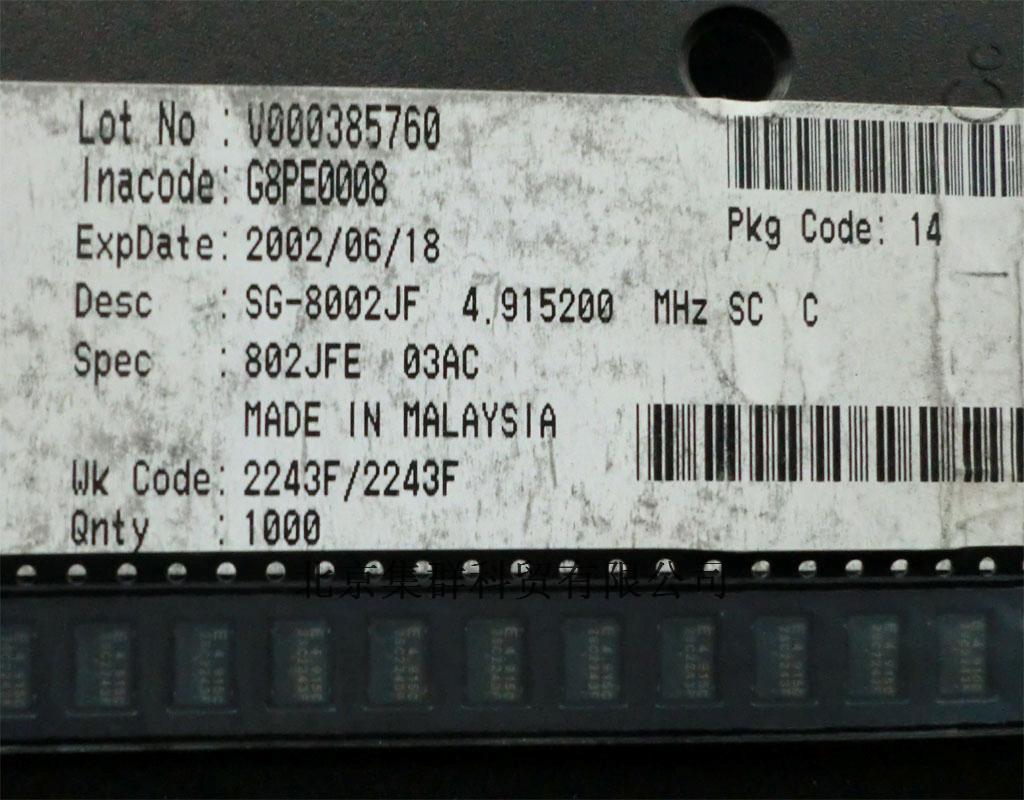 Lot No : V000385760
Inacode: G8PE0008
ExpDate: 2002/06/18
Pkg Code: 14
Desc : SG-8002JF 4.915200 MHz SC C
Spec : 802JFE 03AC
MADE IN MALAYSIA
Wk Code: 2243F/2243F
Qnty : 1000
北京集群科贸有限公司